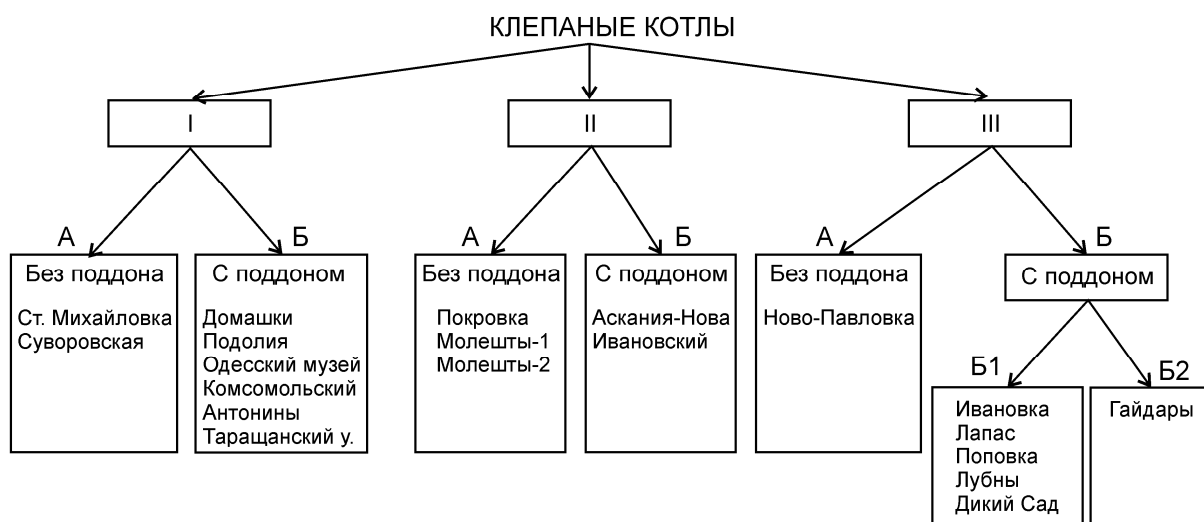 КЛЕПАНЫЕ КОТЛЫ
I
II
III
А
Б
А
Б
А
Б
Без поддона
Ст. Михайловка
Суворовская
С поддоном
Домашки
Подолия
Одесский музей
Комсомольский
Антонины
Таращанский у.
Без поддона
Покровка
Молешты-1
Молешты-2
С поддоном
Аскания-Нова
Ивановский
Без поддона
Ново-Павловка
С поддоном
Б1
Б2
Ивановка
Лапас
Поповка
Лубны
Дикий Сад
Гайдары